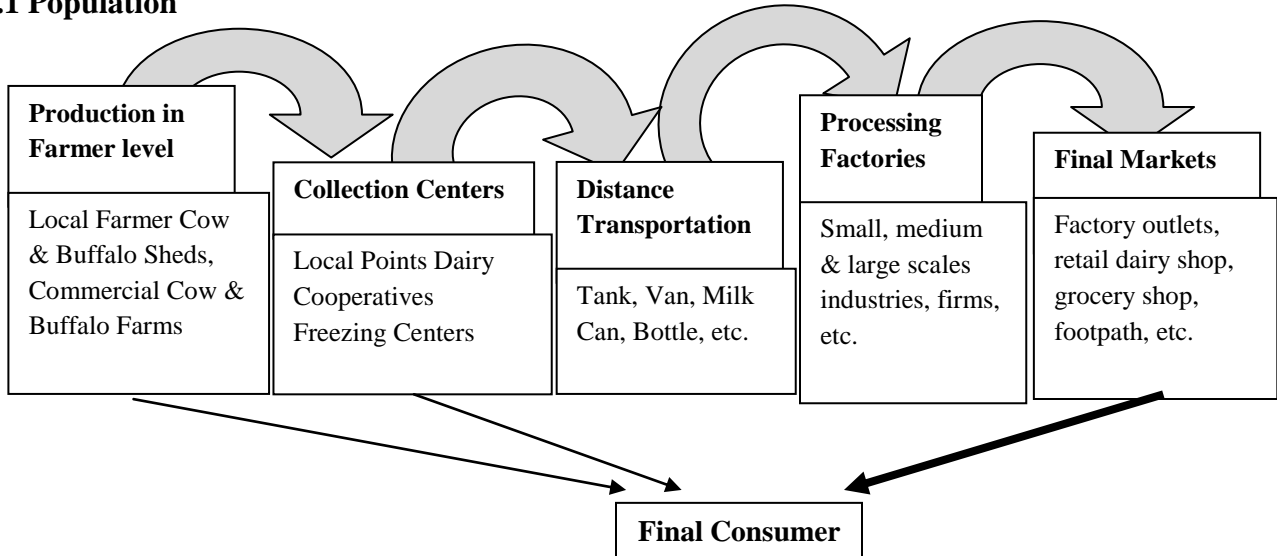 .1 Population
Production in
Farmer level
Local Farmer Cow
& Buffalo Sheds,
Commercial Cow &
Buffalo Farms
Collection Centers
Local Points Dairy
Cooperatives
Freezing Centers
Distance
Transportation
Tank, Van, Milk
Can, Bottle, etc.
Processing
Factories
Small, medium
& large scales
industries, firms,
etc.
Final Markets
Factory outlets,
retail dairy shop,
grocery shop,
footpath, etc.
Final Consumer